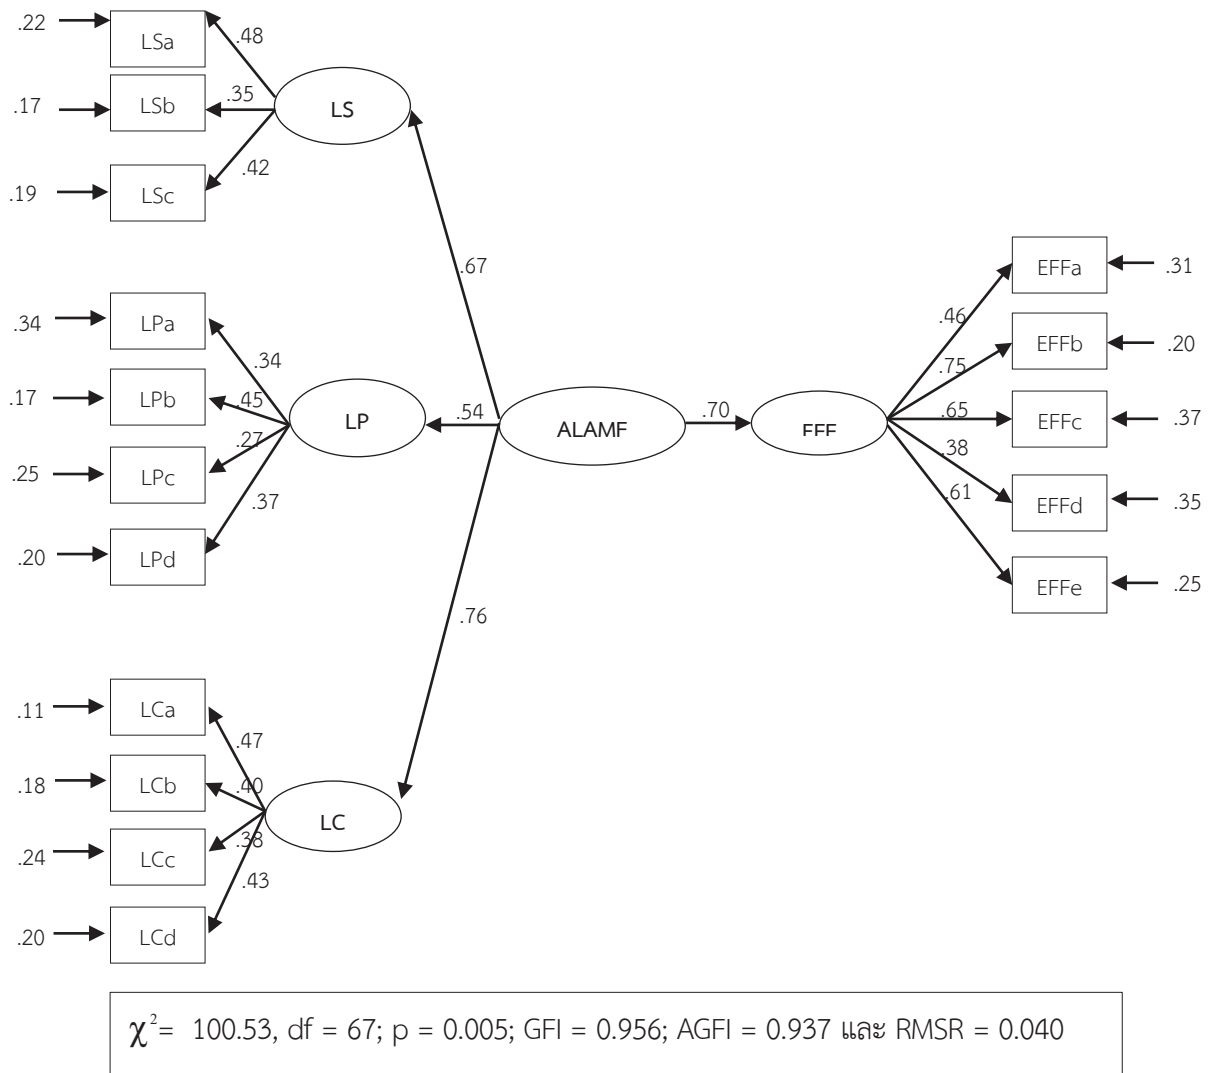 .22
LSa
.48
.17
LSb
.35
LS
.19
LSc
.42
.67
.34
LPa
.34
.17
LPb
.45
.25
LPc
.27
.20
LPd
.37
LP
.54
ALAMF
.70
.76
.11
LCa
.47
.18
LCb
.40
.24
LCc
.38
.20
LCd
.43
LC
EFFa
.31
.46
EFFb
.20
.75
EFFc
.37
.65
EFFd
.35
.38
EFFe
.25
.61
χ²= 100.53, df = 67; p = 0.005; GFI = 0.956; AGFI = 0.937 และ RMSR = 0.040